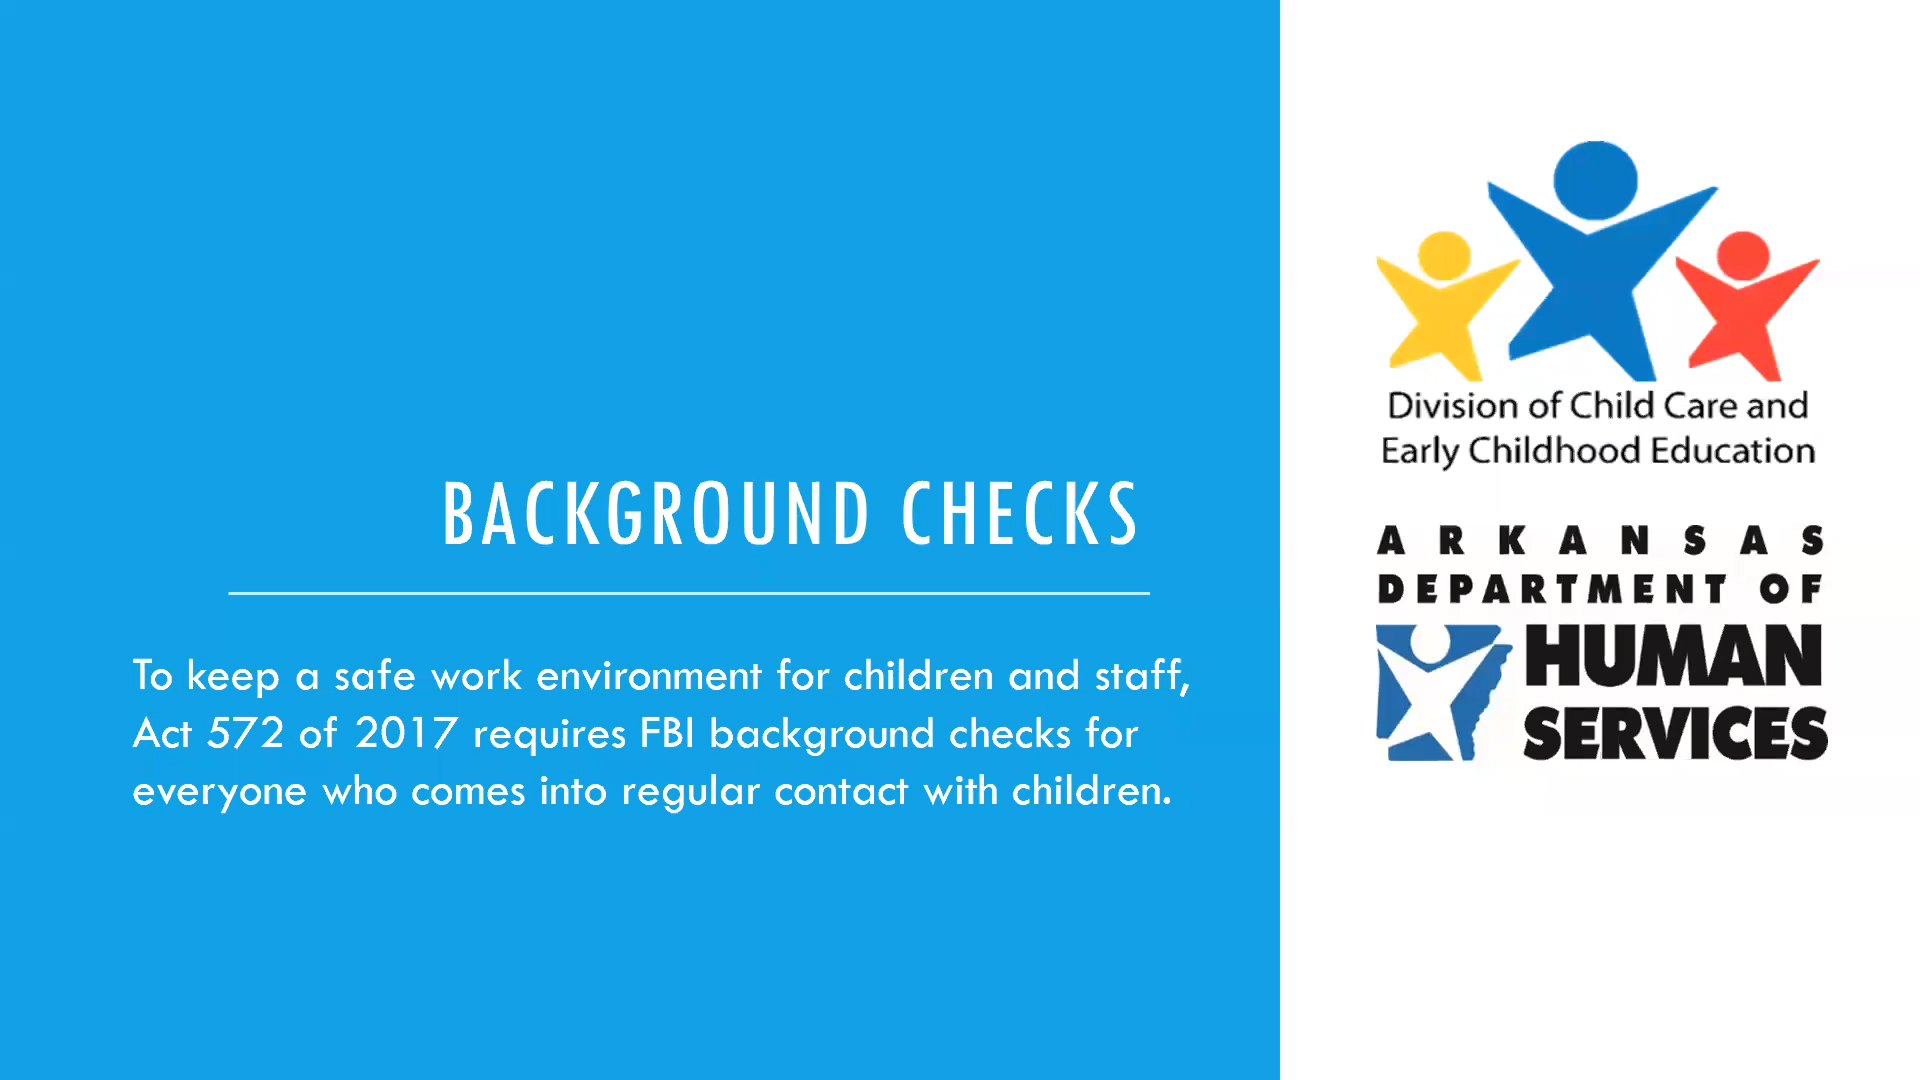 BACKGROUND CHECKS
To keep a safe work environment for children and staff,
Act 572 of 2017 requires FBI background checks for
everyone who comes into regular contact with children.
Division of Child Care and
Early Childhood Education
ARKANSAS
DEPARTMENT OF
HUMAN
SERVICES